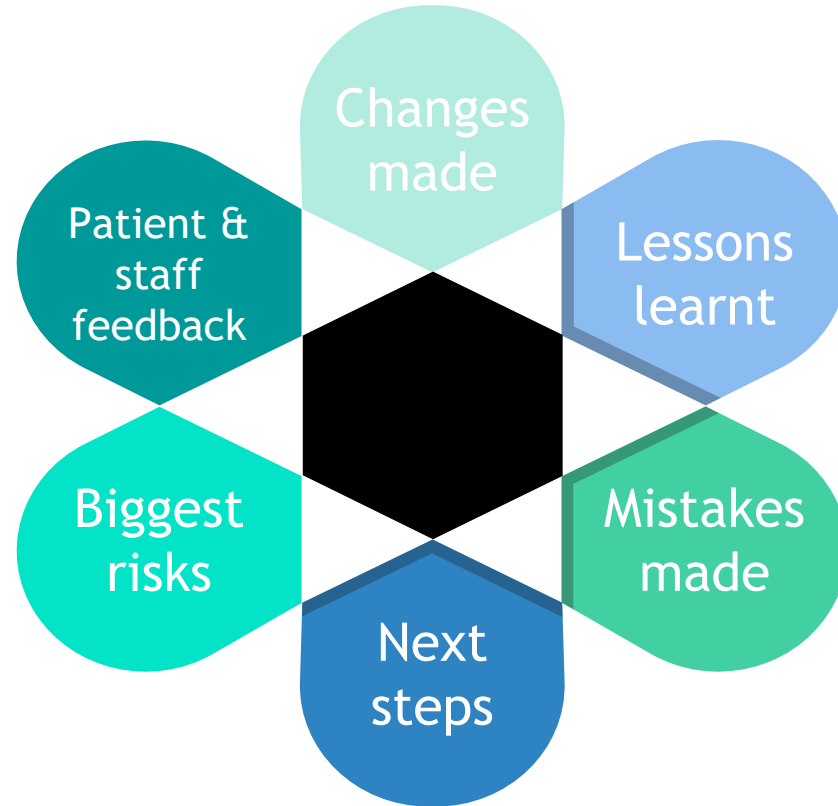 Changes
made
Lessons
learnt
Mistakes
made
Next
steps
Biggest
risks
Patient &
staff
feedback